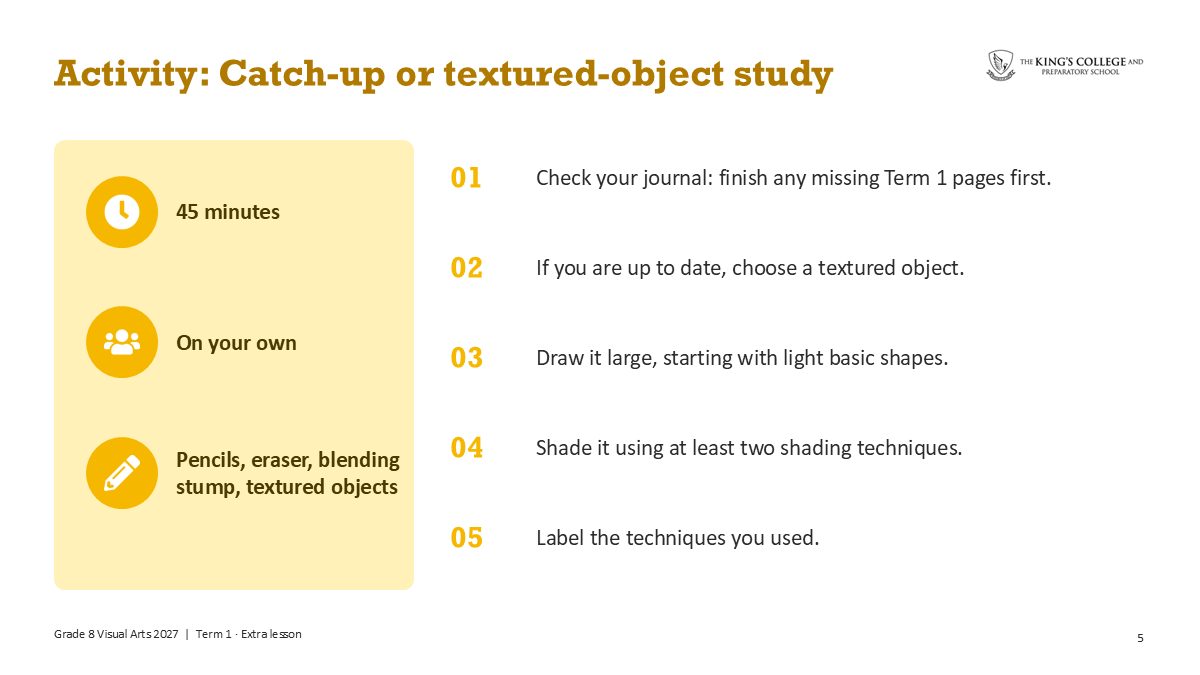 Activity: Catch-up or textured-object study
THE KING'S COLLEGE AND
PREPARATORY SCHOOL
45 minutes
On your own
Pencils, eraser, blending
stump, textured objects
01 Check your journal: finish any missing Term 1 pages first.
02 If you are up to date, choose a textured object.
03 Draw it large, starting with light basic shapes.
04 Shade it using at least two shading techniques.
05 Label the techniques you used.
Grade 8 Visual Arts 2027 | Term 1 · Extra lesson
5